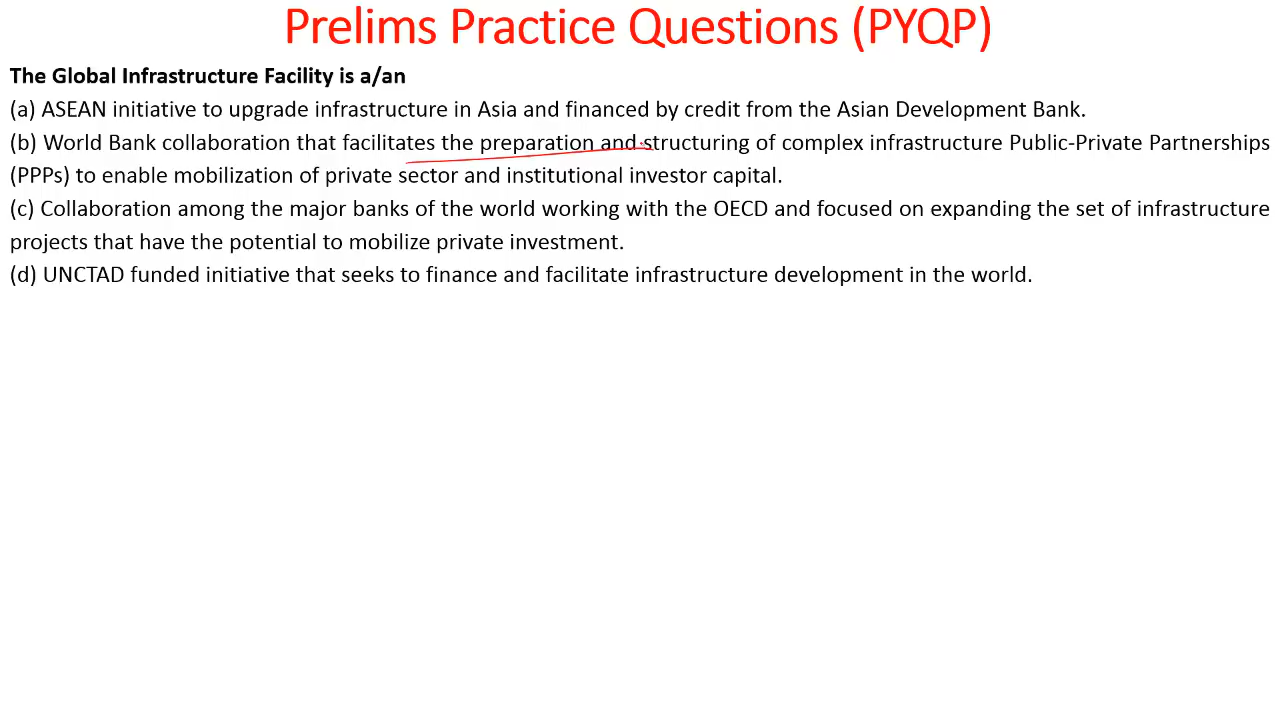 Prelims Practice Questions (PYQP)
The Global Infrastructure Facility is a/an
(a) ASEAN initiative to upgrade infrastructure in Asia and financed by credit from the Asian Development Bank.
(b) World Bank collaboration that facilitates the preparation and structuring of complex infrastructure Public-Private Partnerships
(PPPs) to enable mobilization of private sector and institutional investor capital.
(c) Collaboration among the major banks of the world working with the OECD and focused on expanding the set of infrastructure
projects that have the potential to mobilize private investment.
(d) UNCTAD funded initiative that seeks to finance and facilitate infrastructure development in the world.